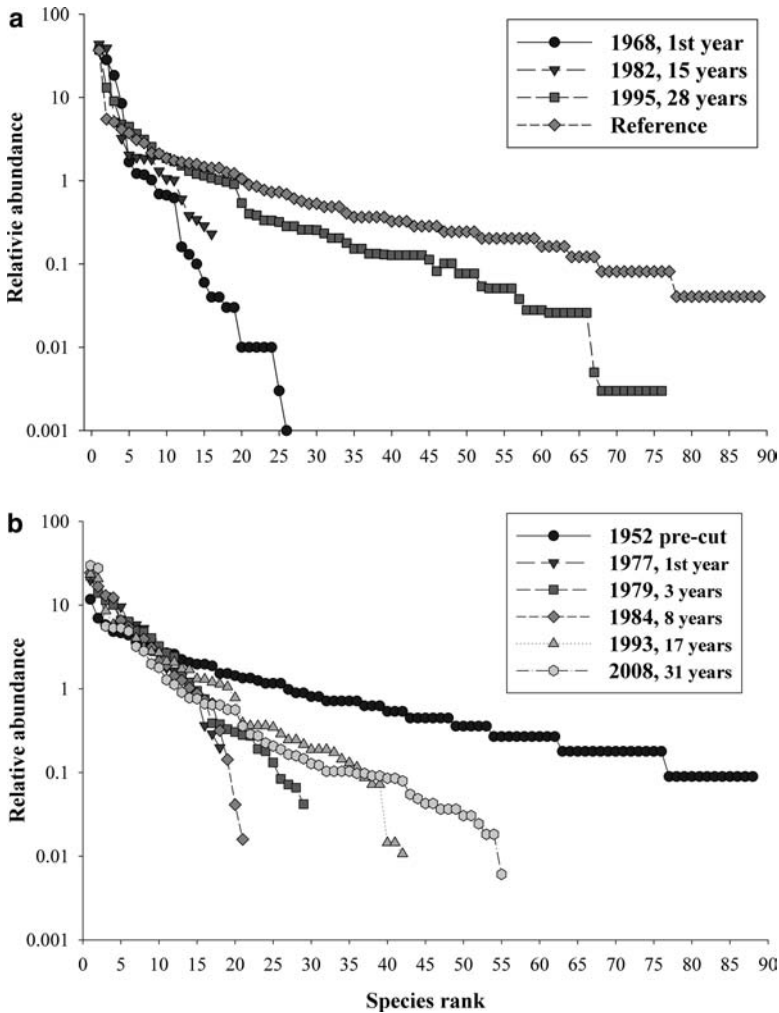 a
100
10
1
0.1
0.01
0.001
Relativie abundance
1968, 1st year
1982, 15 years
1995, 28 years
Reference
0 5 10 15 20 25 30 35 40 45 50 55 60 65 70 75 80 85 90
b
100
10
1
0.1
0.01
0.001
Relative abundance
1952 pre-cut
1977, 1st year
1979, 3 years
1984, 8 years
1993, 17 years
2008, 31 years
0 5 10 15 20 25 30 35 40 45 50 55 60 65 70 75 80 85 90
Species rank